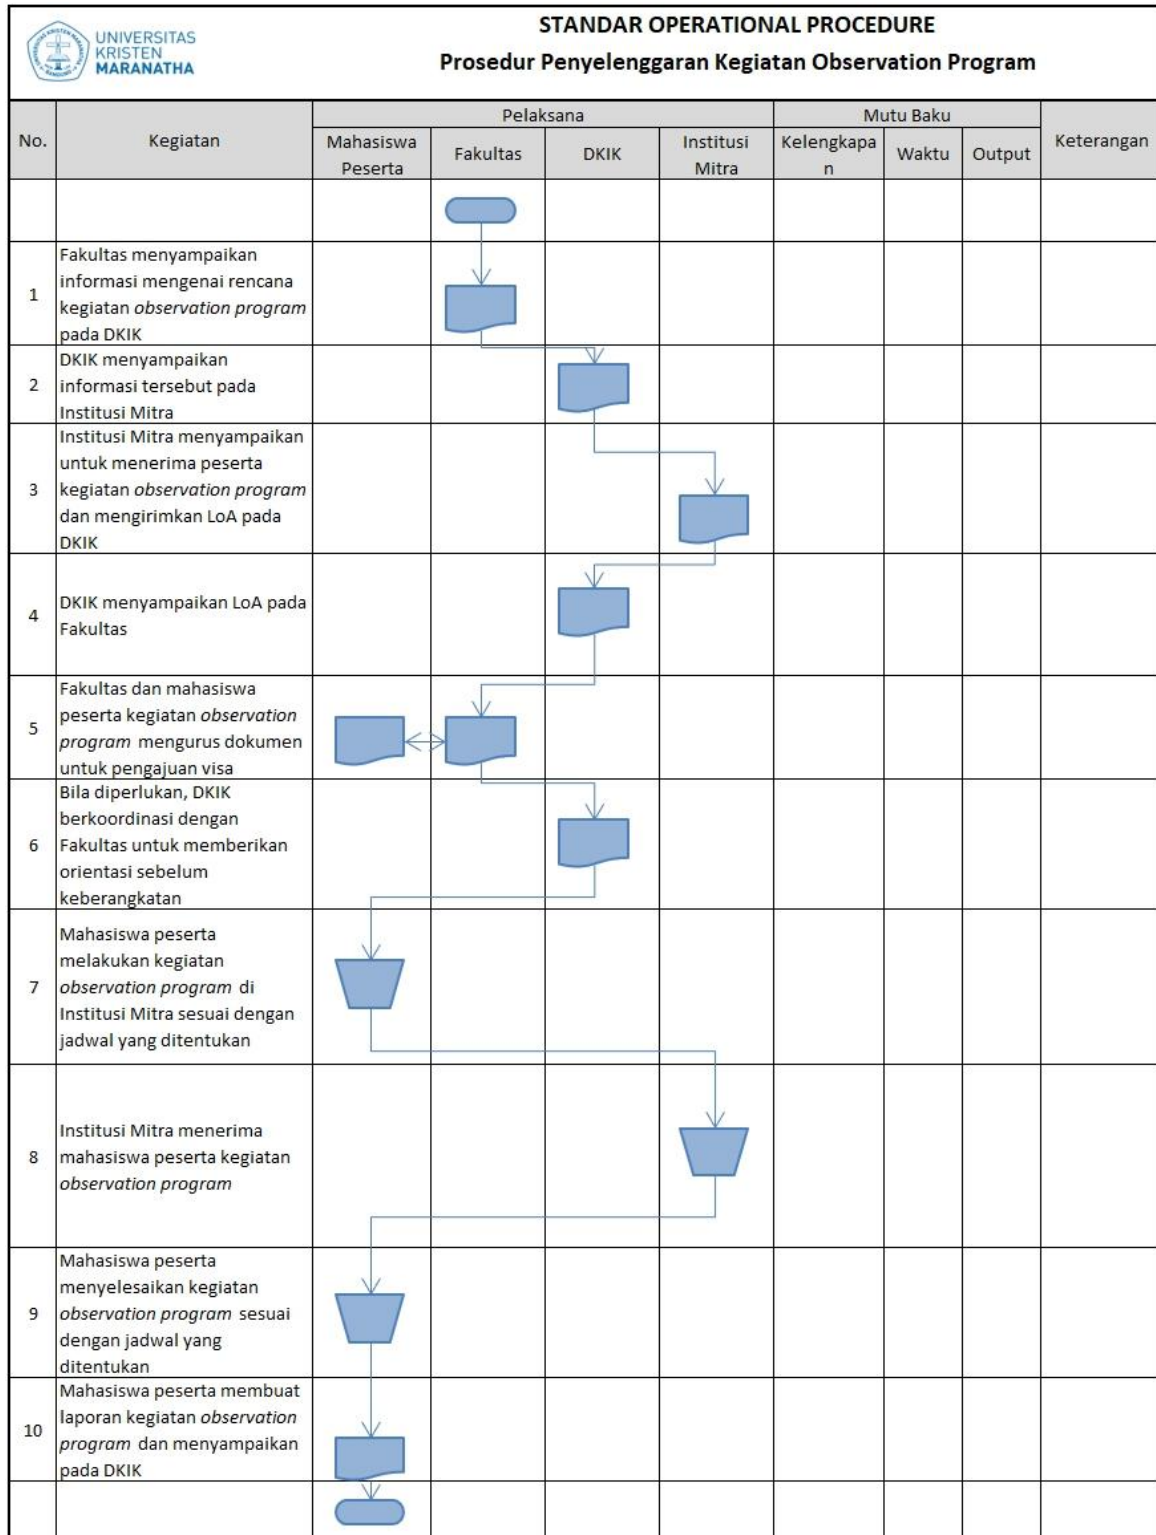 UNIVERSITAS
KRISTEN
MARANATHA
STANDAR OPERATIONAL PROCEDURE
Prosedur Penyelenggaran Kegiatan Observation Program
No.
Kegiatan
Pelaksana
Mutu Baku
Keterangan
Mahasiswa
Peserta
Fakultas
DKIK
Institusi
Mitra
Kelengkapa
n
Waktu
Output
1
Fakultas menyampaikan
informasi mengenai rencana
kegiatan observation program
pada DKIK
2
DKIK menyampaikan
informasi tersebut pada
Institusi Mitra
3
Institusi Mitra menyampaikan
untuk menerima peserta
kegiatan observation program
dan mengirimkan LoA pada
DKIK
4
DKIK menyampaikan LoA pada
Fakultas
5
Fakultas dan mahasiswa
peserta kegiatan observation
program mengurus dokumen
untuk pengajuan visa
6
Bila diperlukan, DKIK
berkoordinasi dengan
Fakultas untuk memberikan
orientasi sebelum
keberangkatan
7
Mahasiswa peserta
melakukan kegiatan
observation program di
Institusi Mitra sesuai dengan
jadwal yang ditentukan
8
Institusi Mitra menerima
mahasiswa peserta kegiatan
observation program
9
Mahasiswa peserta
menyelesaikan kegiatan
observation program sesuai
dengan jadwal yang
ditentukan
10
Mahasiswa peserta membuat
laporan kegiatan observation
program dan menyampaikan
pada DKIK